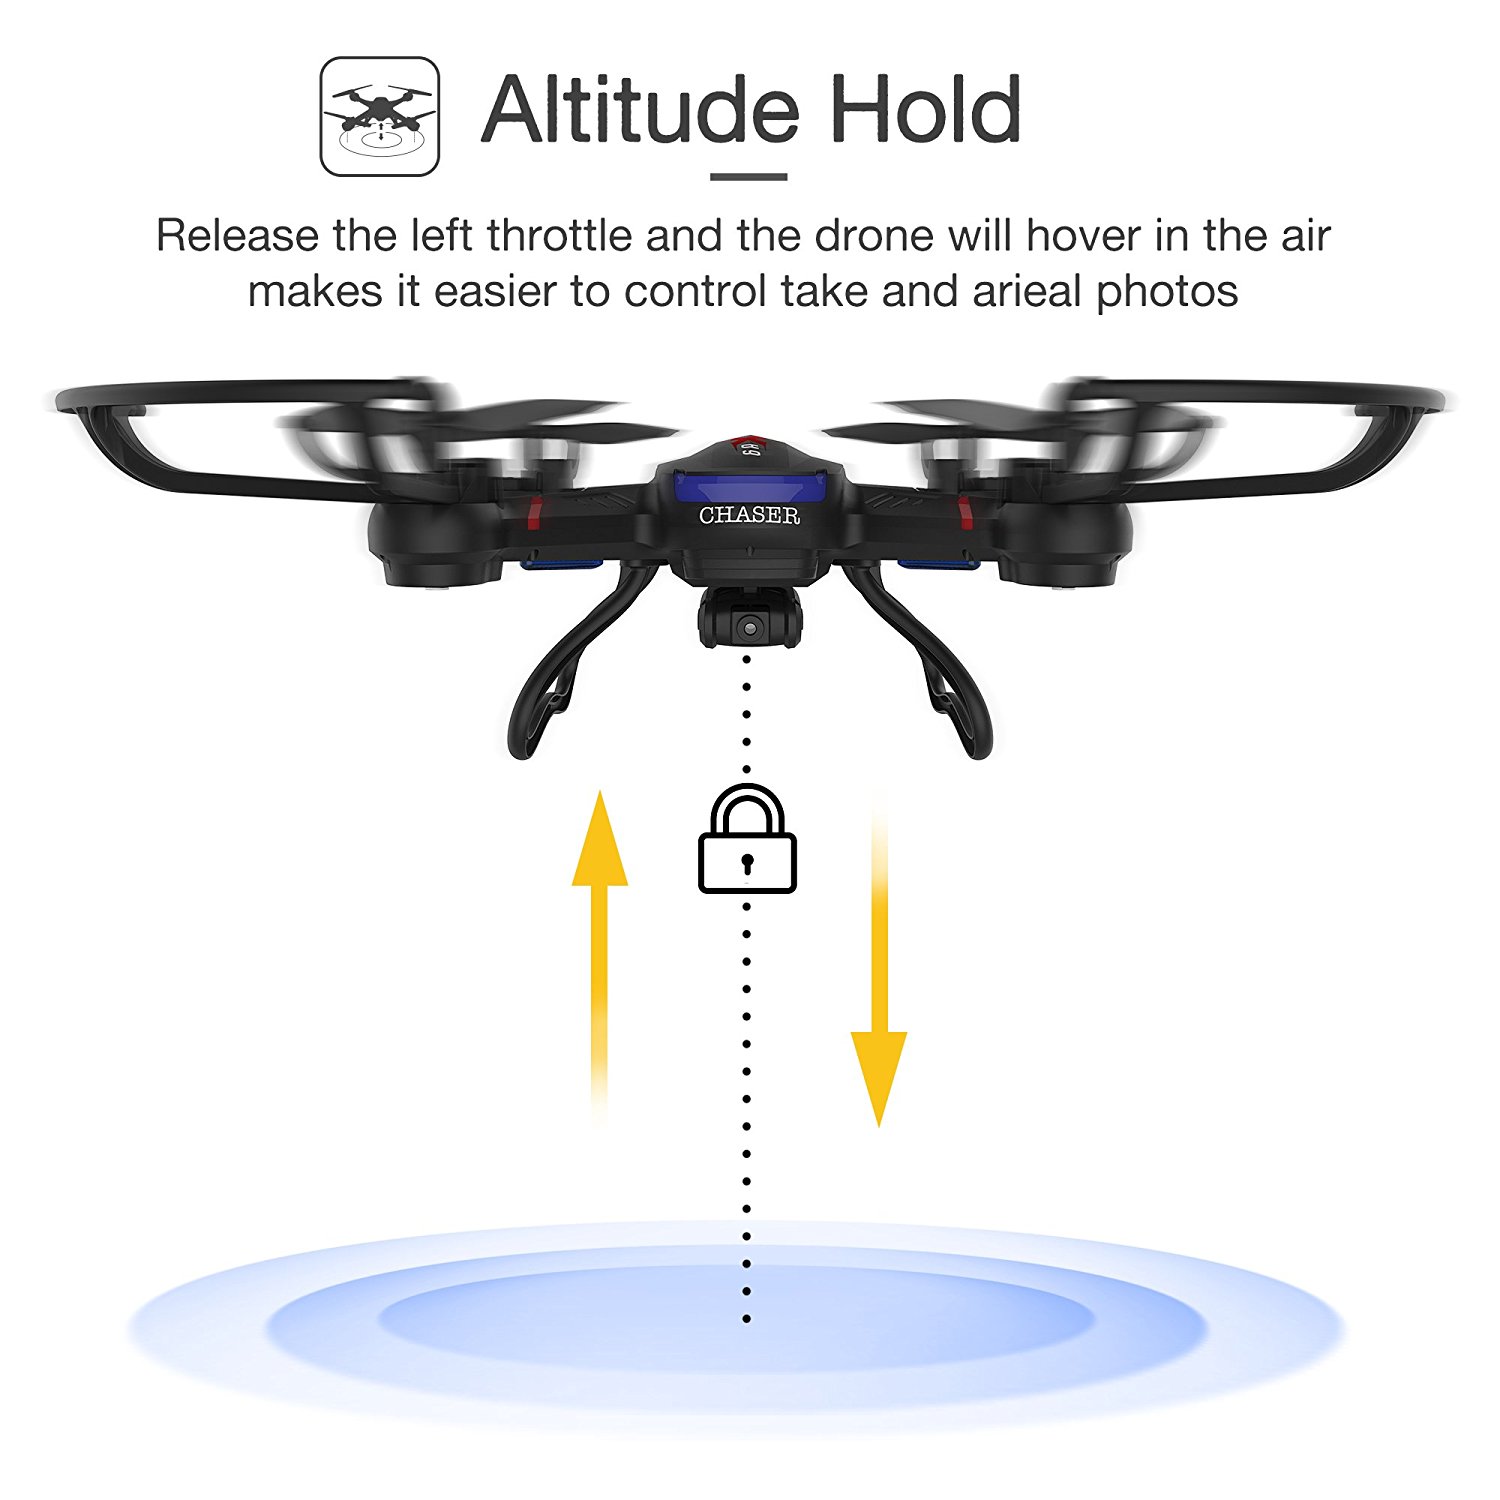 Altitude Hold
Release the left throttle and the drone will hover in the air
makes it easier to control take and arieal photos
CHASER